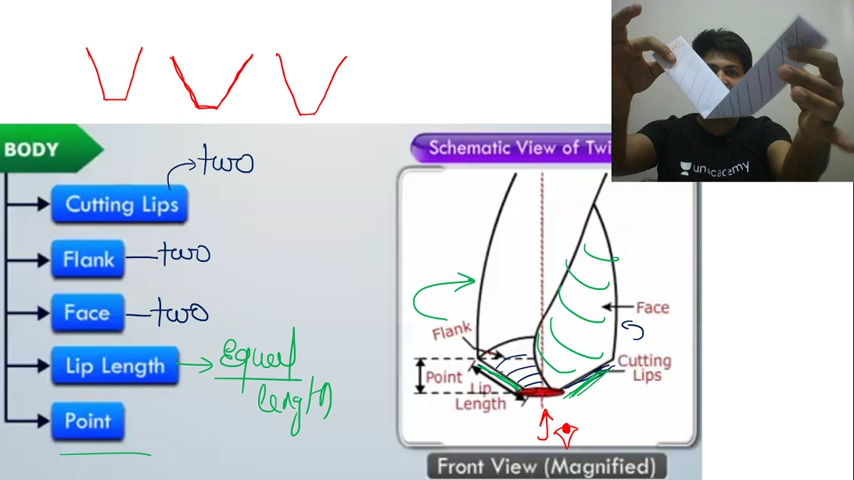 BODY
Cutting Lips
two
Flank
two
Face
two
Lip Length
Equal
length
Point
Schematic View of Twi
Flank
Face
Cutting
Lips
Point
Lip
Length
Front View (Magnified)
unacademy